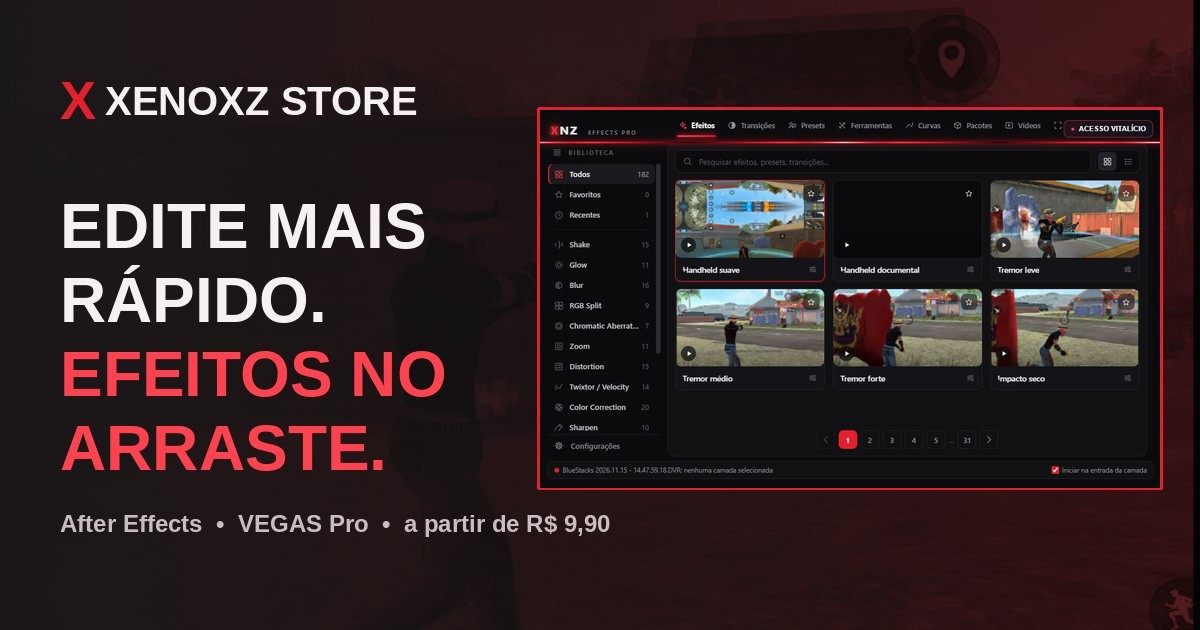 X XENOXZ STORE
EDITE MAIS
RÁPIDO.
EFEITOS NO
ARRASTE.
After Effects • VEGAS Pro • a partir de R$ 9,90
XNZ EFFECTS PRO
Efeitos Transições Presets Ferramentas Curvas Pacotes Vídeos
ACESSO VITALÍCIO
BIBLIOTECA
Todos 182
Favoritos 0
Recentes 1
Shake 15
Glow 11
Blur 16
RGB Split 9
Chromatic Aberrat... 7
Zoom 11
Distortion 15
Twixtor / Velocity 14
Color Correction 20
Sharpen 10
Configurações
Pesquisar efeitos, presets, transições...
Handheld suave
Handheld documental
Tremor leve
Tremor médio
Tremor forte
Impacto seco
1 2 3 4 5 ... 31
BlueStacks 2026.11.15 - 14.47.59.18.DVR: nenhuma camada selecionada
Iniciar na entrada da camada